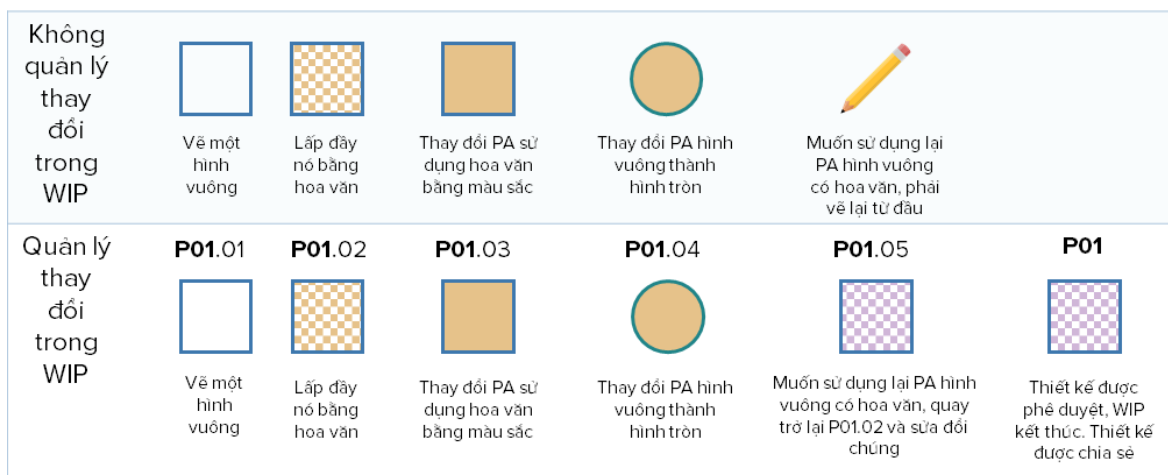 Không
quản lý
thay
đổi
trong
WIP
Vẽ một
hình
vuông
Lấp đầy
nó bằng
hoa văn
Thay đổi PA sử
dụng hoa văn
bằng màu sắc
Thay đổi PA hình
vuông thành
hình tròn
Muốn sử dụng lại
PA hình vuông
có hoa văn, phải
vẽ lại từ đầu
Quản lý
thay
đổi
trong
WIP
P01.01
P01.02
P01.03
P01.04
P01.05
P01
Vẽ một
hình
vuông
Lấp đầy
nó bằng
hoa văn
Thay đổi PA sử
dụng hoa văn
bằng màu sắc
Thay đổi PA hình
vuông thành
hình tròn
Muốn sử dụng lại PA hình
vuông có hoa văn, quay
trở lại P01.02 và sửa đổi
chúng
Thiết kế được
phê duyệt, WIP
kết thúc. Thiết kế
được chia sẻ